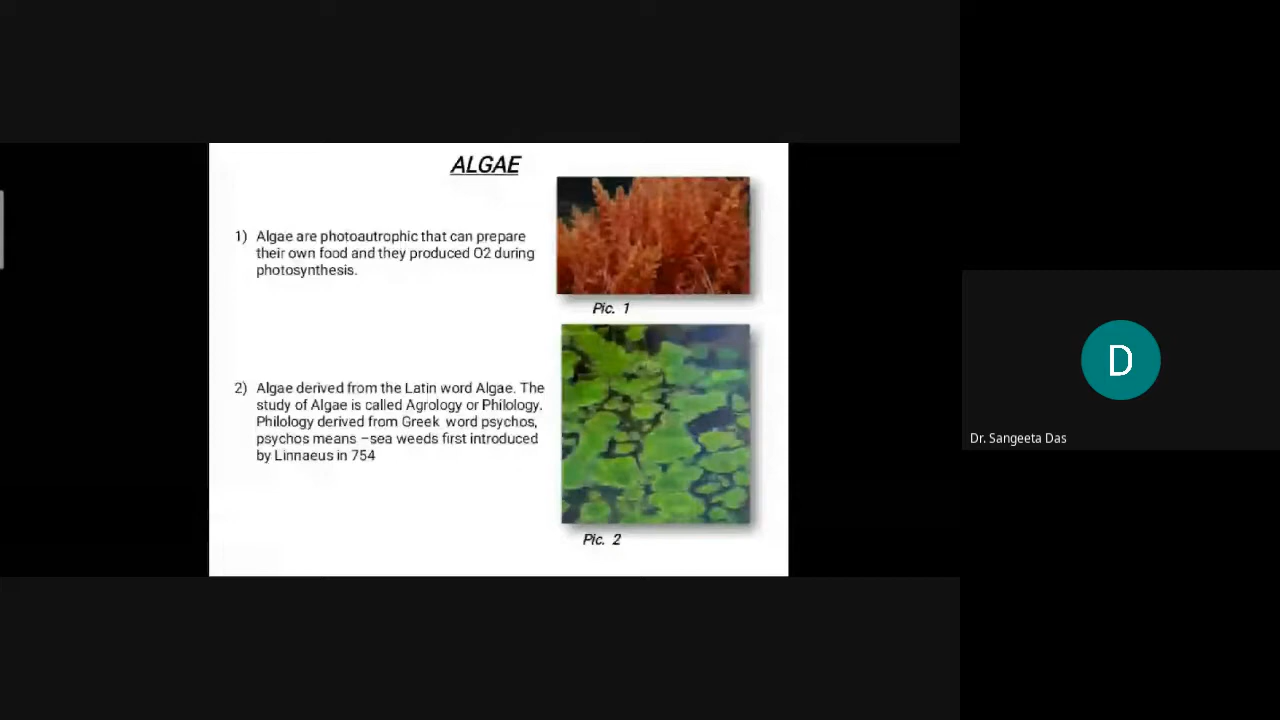 ALGAE
1) Algae are photoautrophic that can prepare
their own food and they produced O2 during
photosynthesis.
Pic. 1
2) Algae derived from the Latin word Algae. The
study of Algae is called Agrology or Philology.
Philology derived from Greek word psychos,
psychos means –sea weeds first introduced
by Linnaeus in 754
Pic. 2
D
Dr. Sangeeta Das